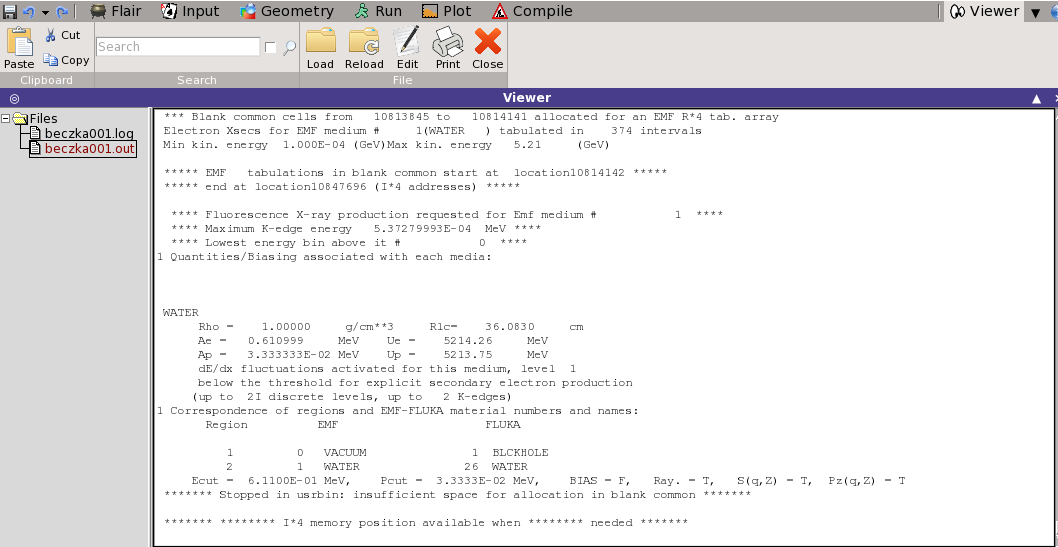 Flair Input Geometry Run Plot Compile Viewer
Paste Cut Copy Search Load Reload Edit Print Close
Clipboard Search File
Viewer
Files
beczka001.log
beczka001.out
*** Blank common cells from   10813845 to   10814141 allocated for an EMF R*4 tab. array
Electron Xsecs for EMF medium #     1(WATER   ) tabulated in    374 intervals
Min kin. energy  1.000E-04 (GeV)Max kin. energy   5.21     (GeV)
***** EMF   tabulations in blank common start at  location10814142 *****
***** end at location10847696 (I*4 addresses) *****
**** Fluorescence X-ray production requested for Emf medium #           1  ****
**** Maximum K-edge energy   5.37279993E-04  MeV ****
**** Lowest energy bin above it #           0  ****
1 Quantities/Biasing associated with each media:
WATER
Rho =    1.00000     g/cm**3     Rlc=    36.0830     cm
Ae =   0.610999     MeV    Ue =    5214.26     MeV
Ap =   3.333333E-02 MeV    Up =    5213.75     MeV
dE/dx fluctuations activated for this medium, level  1
below the threshold for explicit secondary electron production
(up to  2I discrete levels, up to   2 K-edges)
1 Correspondence of regions and EMF-FLUKA material numbers and names:
Region          EMF                     FLUKA
1         0   VACUUM               1  BLCKHOLE
2         1   WATER               26  WATER
Ecut =  6.1100E-01 MeV,    Pcut =  3.3333E-02 MeV,    BIAS = F,   Ray. = T,   S(q,Z) = T,  Pz(q,Z) = T
******* Stopped in usrbin: insufficient space for allocation in blank common *******
******* ******** I*4 memory position available when ******** needed *******